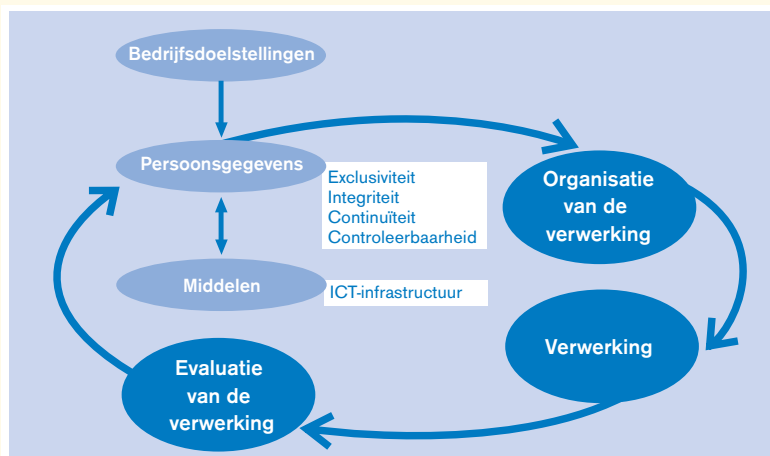 Bedrijfsdoelstellingen
Persoonsgegevens
Exclusiviteit
Integriteit
Continuïteit
Controleerbaarheid
Organisatie
van de
verwerking
Middelen
ICT-infrastructuur
Verwerking
Evaluatie
van de
verwerking